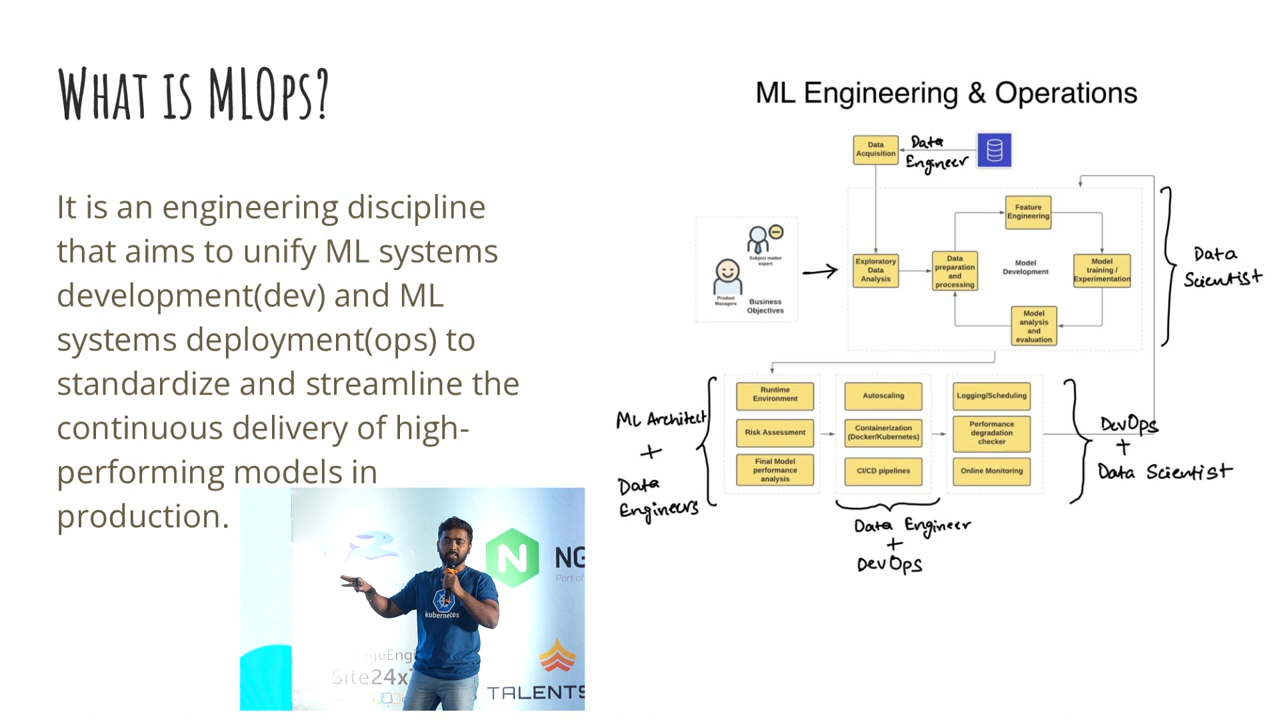 WHAT IS MLOPS?
It is an engineering discipline
that aims to unify ML systems
development(dev) and ML
systems deployment(ops) to
standardize and streamline the
continuous delivery of high-
performing models in
production.
ML Engineering & Operations
Data
Acquisition
Data
Engineer
Feature
Engineering
Subject matter
expert
Product
Managers
Business
Objectives
Exploratory
Data
Analysis
Data
preparation
and
processing
Model
Development
Model
training /
Experimentation
Model
analysis
and
evaluation
Data
Scientist
Runtime
Environment
Risk Assessment
Final Model
performance
analysis
Autoscaling
Containerization
(Docker/Kubernetes)
CI/CD pipelines
Logging/Scheduling
Performance
degradation
checker
Online Monitoring
ML Architect
+
Data
Engineers
DevOps
+
Data Scientist
Data Engineer
+
DevOps
N
NG
Part of
kubernetes
ageEngi
Site24x
TALENTS